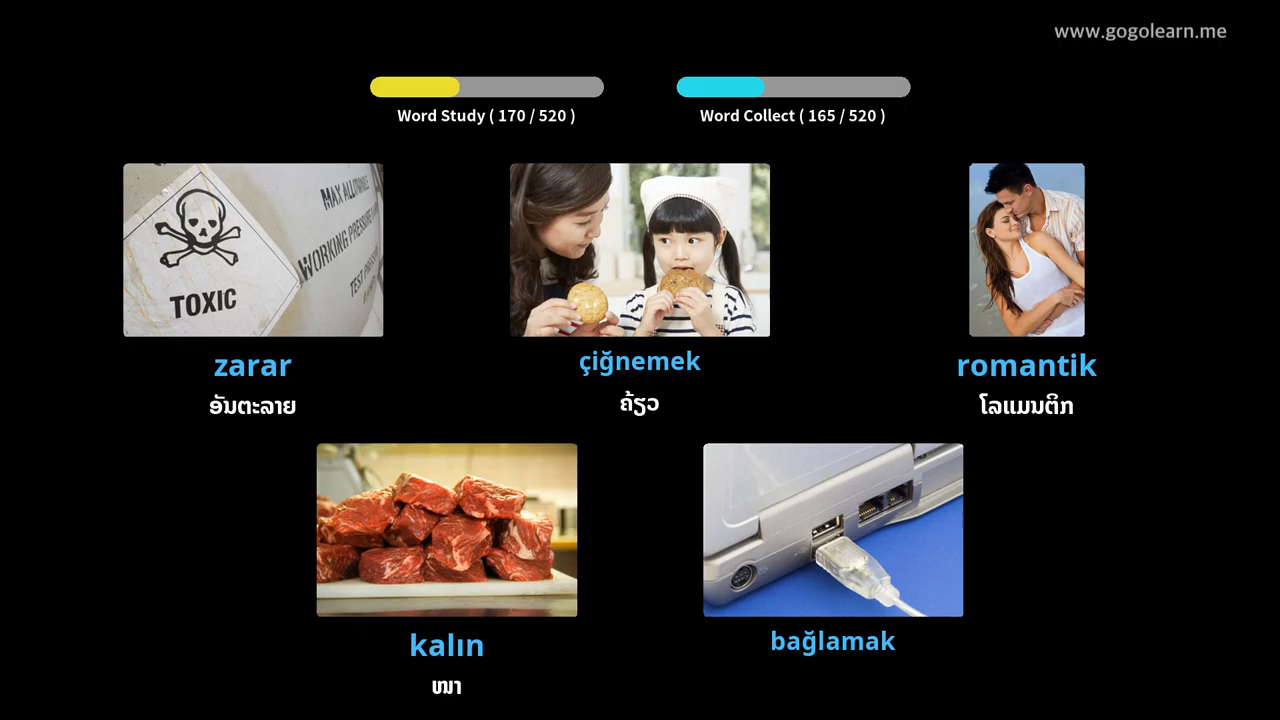 www.gogolearn.me
Word Study ( 170 / 520 )
Word Collect ( 165 / 520 )
TOXIC
MAX ALLOWABLE
WORKING PRESSURE
TEST
zarar
ອັນຕະລາຍ
çiğnemek
ຄ້ຽວ
romantik
ໂລແມນຕິກ
kalın
ໜາ
bağlamak